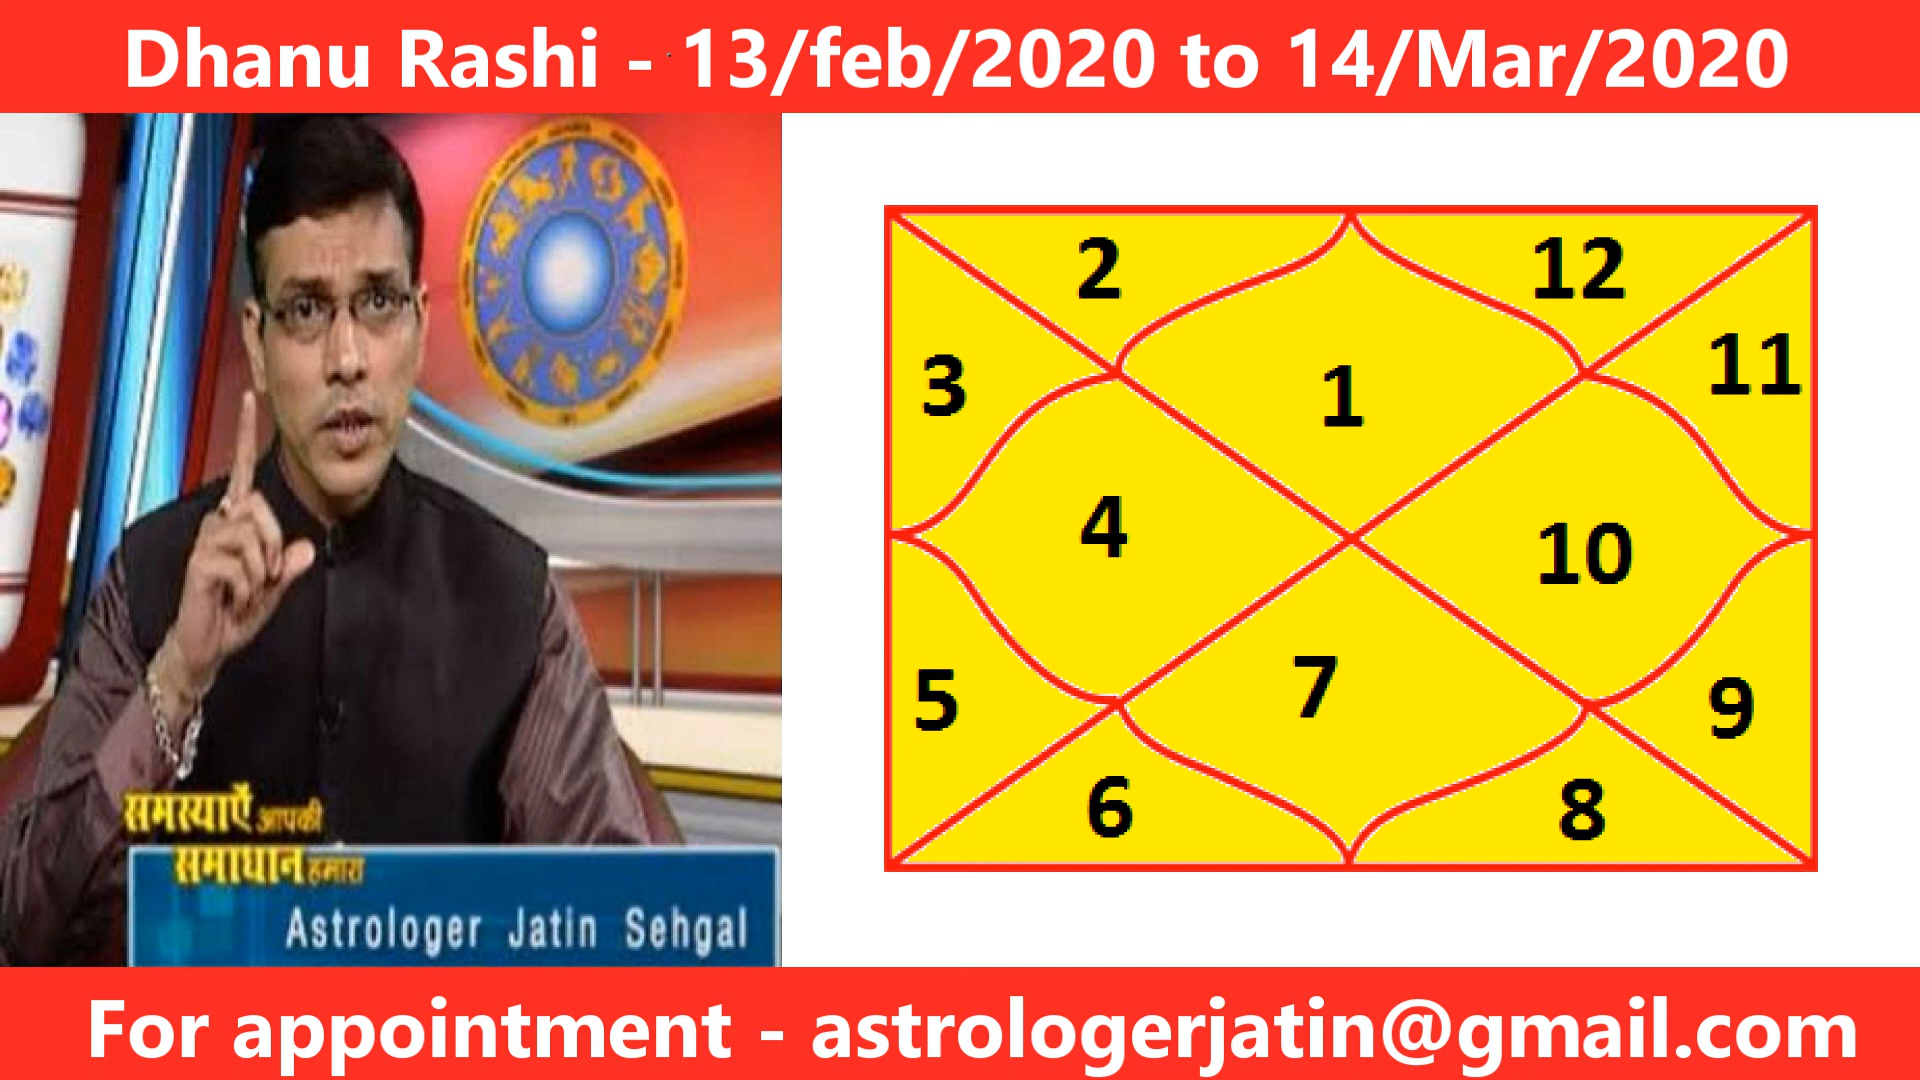 Dhanu Rashi - 13/feb/2020 to 14/Mar/2020
2
12
3
11
1
4
10
5
7
9
6
8
समस्याऐं आपकी
समाधान हमारा
Astrologer Jatin Sehgal
For appointment - astrologerjatin@gmail.com